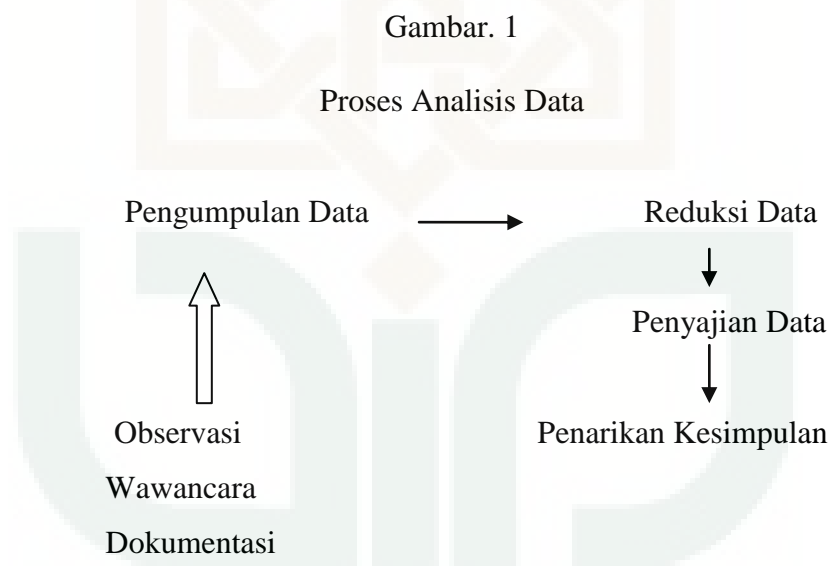 Gambar. 1
Proses Analisis Data
Pengumpulan Data
Reduksi Data
Penyajian Data
Observasi
Penarikan Kesimpulan
Wawancara
Dokumentasi